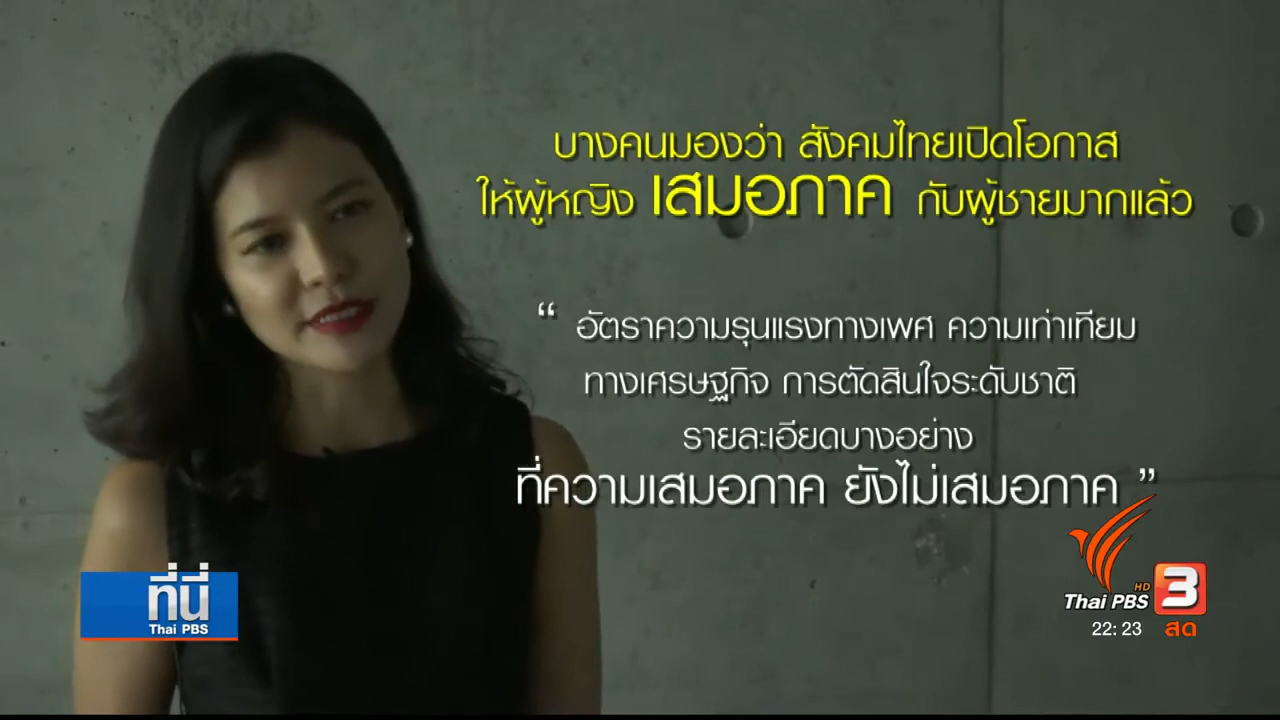 บางคนมองว่า สังคมไทยเปิดโอกาส
ให้ผู้หญิง เสมอภาค กับผู้ชายมากแล้ว
“ อัตราความรุนแรงทางเพศ ความเท่าเทียม
ทางเศรษฐกิจ การตัดสินใจระดับชาติ
รายละเอียดบางอย่าง
ที่ความเสมอภาค ยังไม่เสมอภาค ”
ที่นี่
Thai PBS
HD
Thai PBS 3
22: 23 สด